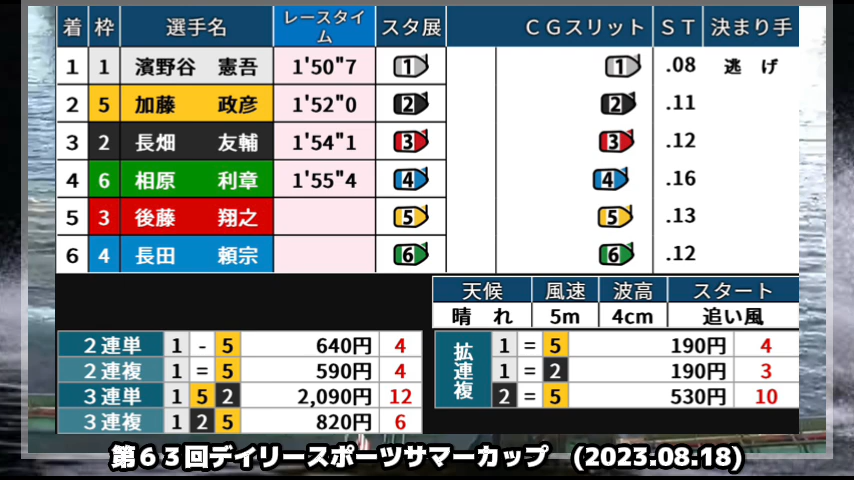 着 枠 選手名 レースタイム スタ展 CGスリット ST 決まり手
1 1 濱野谷 憲吾 1'50"7 1 1 .08 逃 げ
2 5 加藤 政彦 1'52"0 2 2 .11
3 2 長畑 友輔 1'54"1 3 3 .12
4 6 相原 利章 1'55"4 4 4 .16
5 3 後藤 翔之 5 5 .13
6 4 長田 頼宗 6 6 .12
天候 風速 波高 スタート
晴 れ 5m 4cm 追い風
2連単 1 - 5 640円 4
2連複 1 = 5 590円 4
3連単 1 5 2 2,090円 12
3連複 1 2 5 820円 6
拡連複 1 = 5 190円 4
1 = 2 190円 3
2 = 5 530円 10
第63回デイリースポーツサマーカップ (2023.08.18)